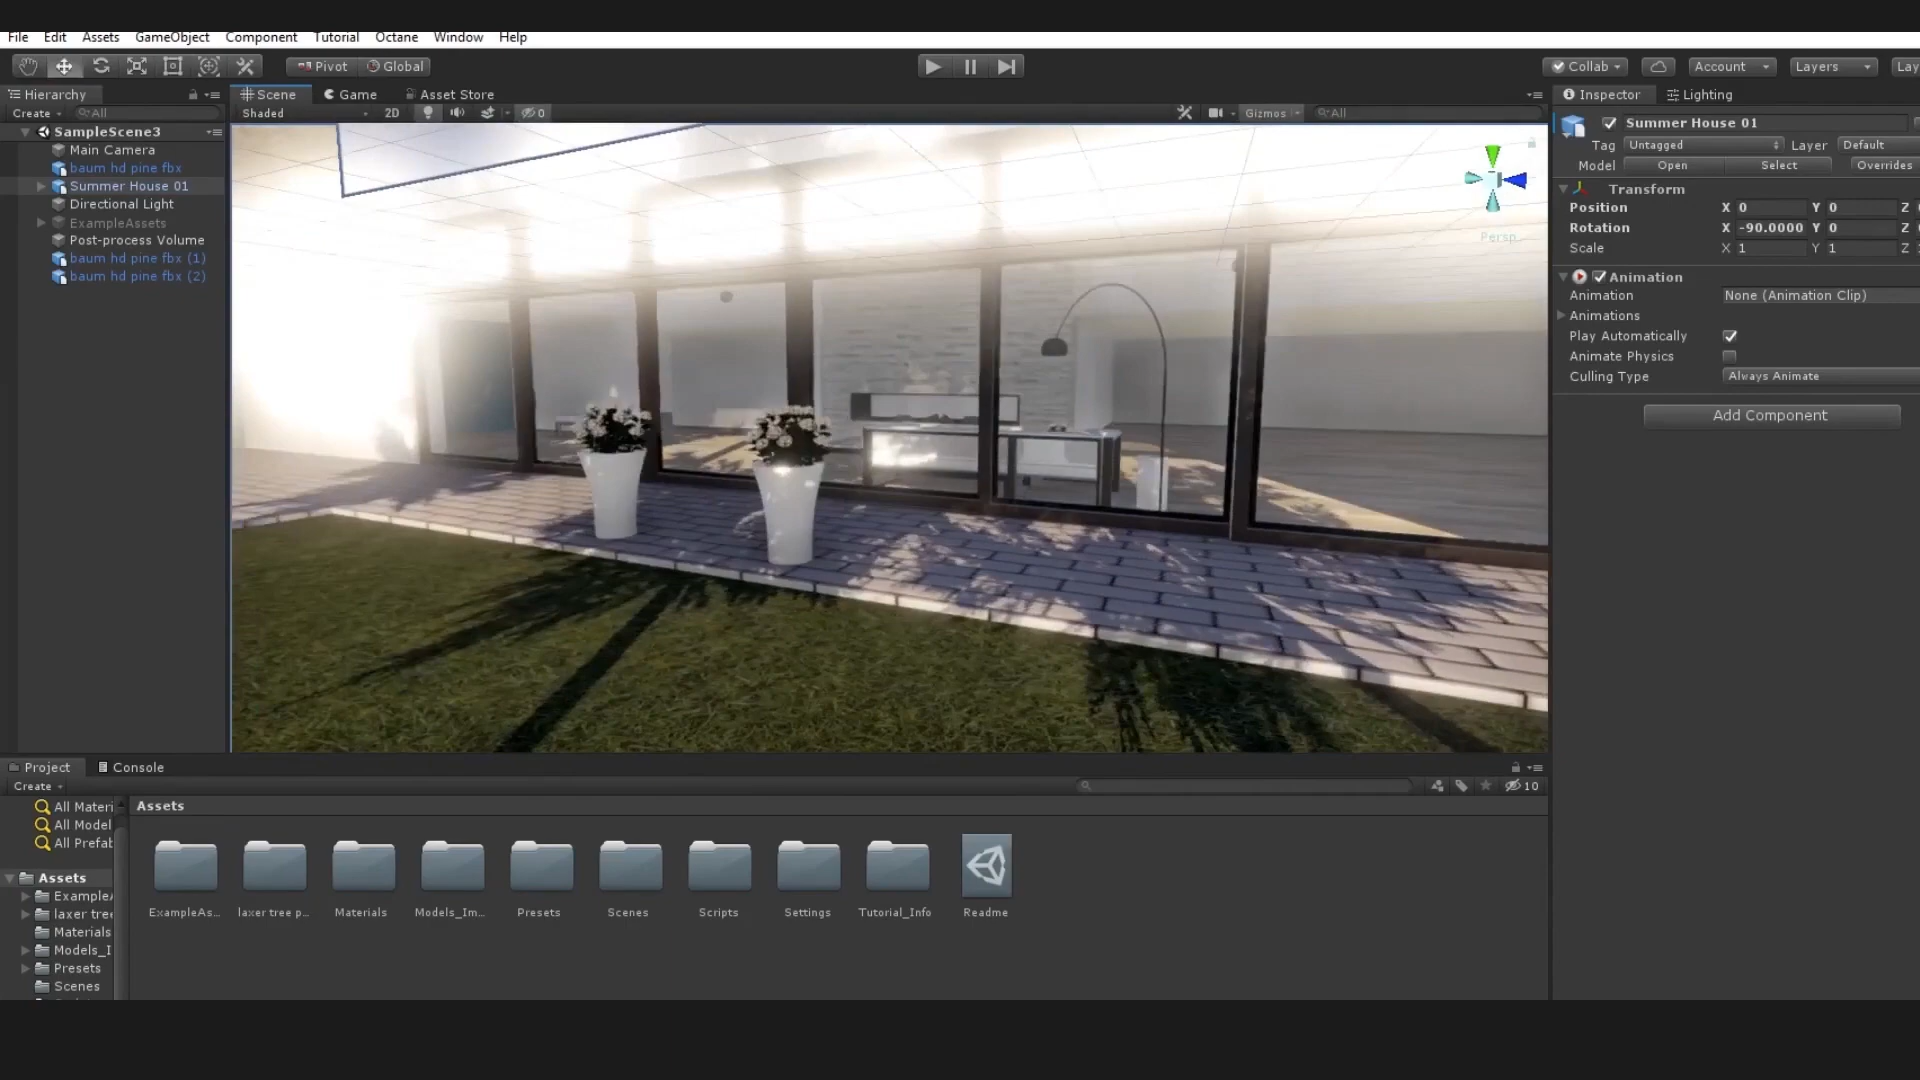 File Edit Assets GameObject Component Tutorial Octane Window Help
Pivot Global Collab Account Layers Lay
Hierarchy
Create All
SampleScene3
Main Camera
baum hd pine fbx
Summer House 01
Directional Light
ExampleAssets
Post-process Volume
baum hd pine fbx (1)
baum hd pine fbx (2)
Scene Game Asset Store
Shaded 2D 0 Gizmos All
Persp
Inspector Lighting
Summer House 01
Tag Untagged Layer Default
Model Open Select Overrides
Transform
Position X 0 Y 0 Z
Rotation X -90.0000 Y 0 Z
Scale X 1 Y 1 Z
Animation
Animation None (Animation Clip)
Animations
Play Automatically
Animate Physics
Culling Type Always Animate
Add Component
Project Console
Create 10
All Materi
All Model
All Prefab
Assets
Example
laxer tree
Materials
Models_I
Presets
Scenes
Assets
ExampleAs... laxer tree p... Materials Models_Im... Presets Scenes Scripts Settings Tutorial_Info Readme